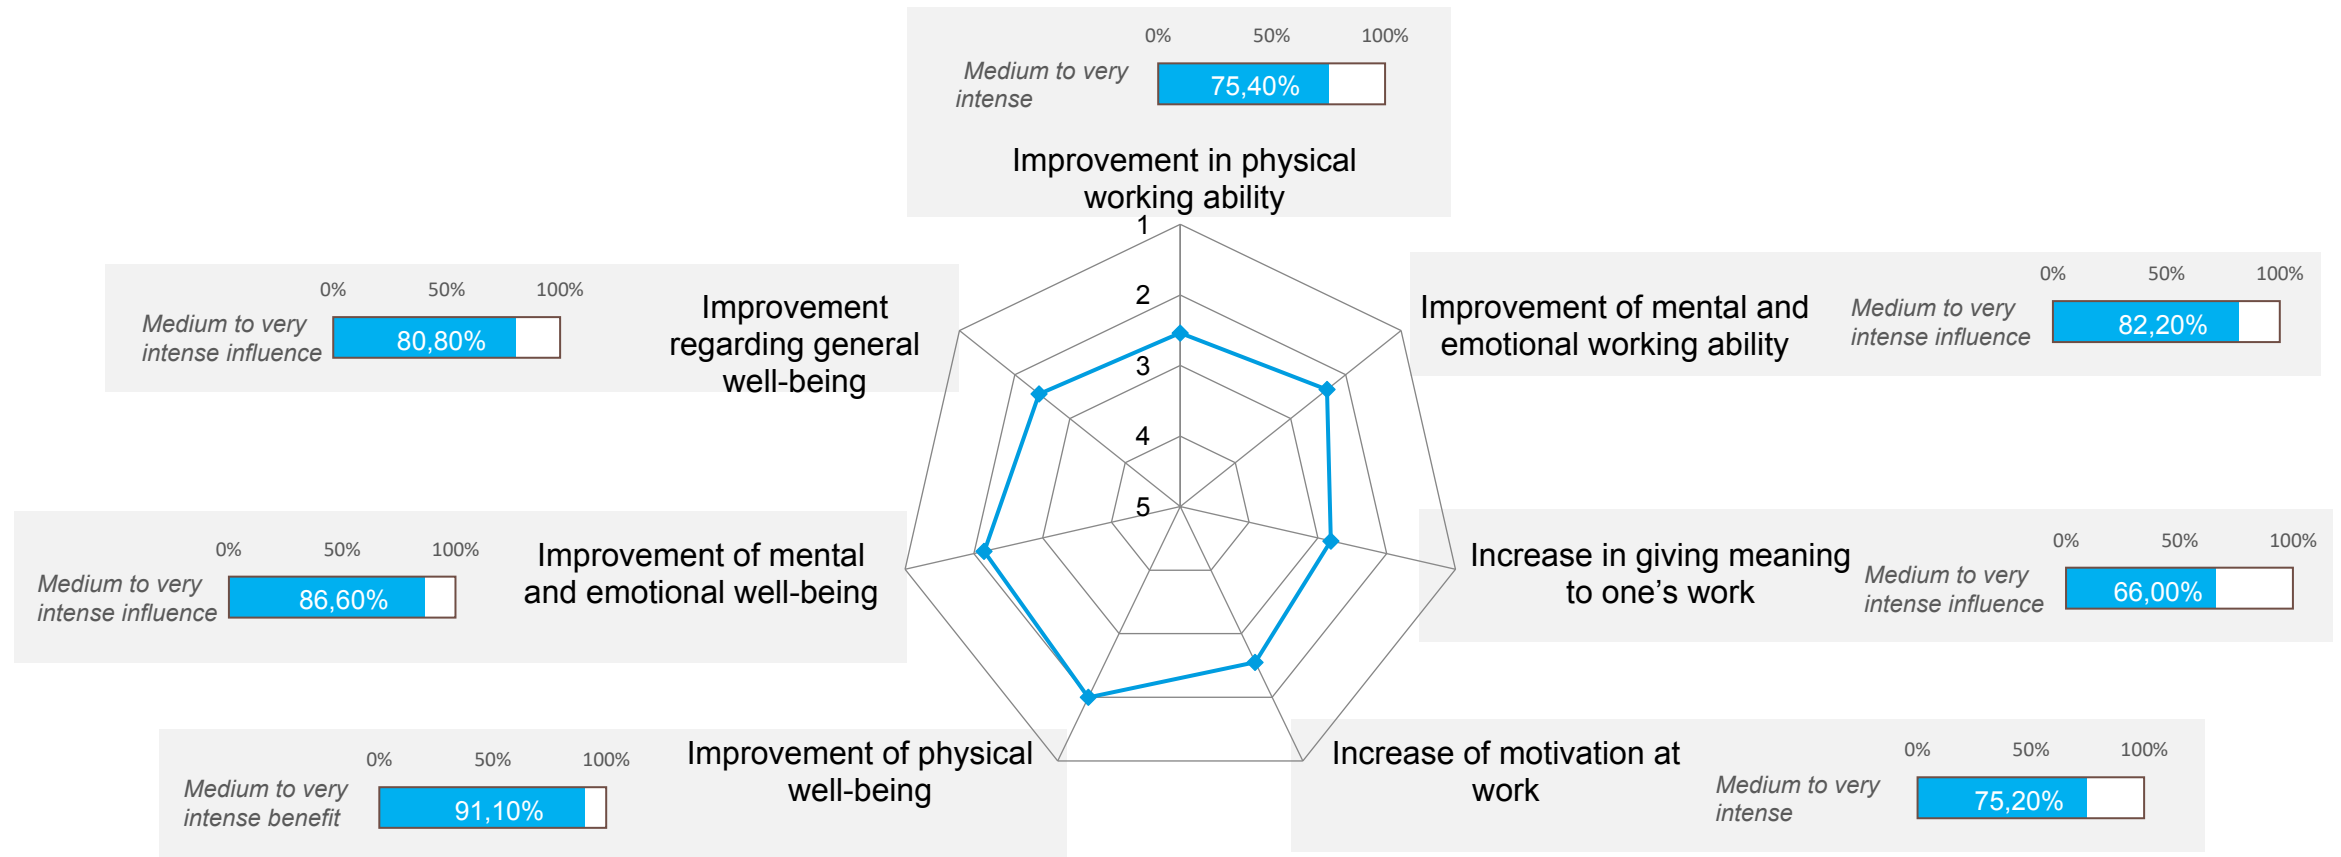 0% 50% 100%
Medium to very
intense
75,40%
Improvement in physical
working ability
1
2
3
4
5
0% 50% 100%
Medium to very
intense influence
80,80%
Improvement
regarding general
well-being
Improvement of mental and
emotional working ability
0% 50% 100%
Medium to very
intense influence
82,20%
0% 50% 100%
Medium to very
intense influence
86,60%
Improvement of mental
and emotional well-being
Increase in giving meaning
to one’s work
0% 50% 100%
Medium to very
intense influence
66,00%
0% 50% 100%
Medium to very
intense benefit
91,10%
Improvement of physical
well-being
Increase of motivation at
work
0% 50% 100%
Medium to very
intense
75,20%